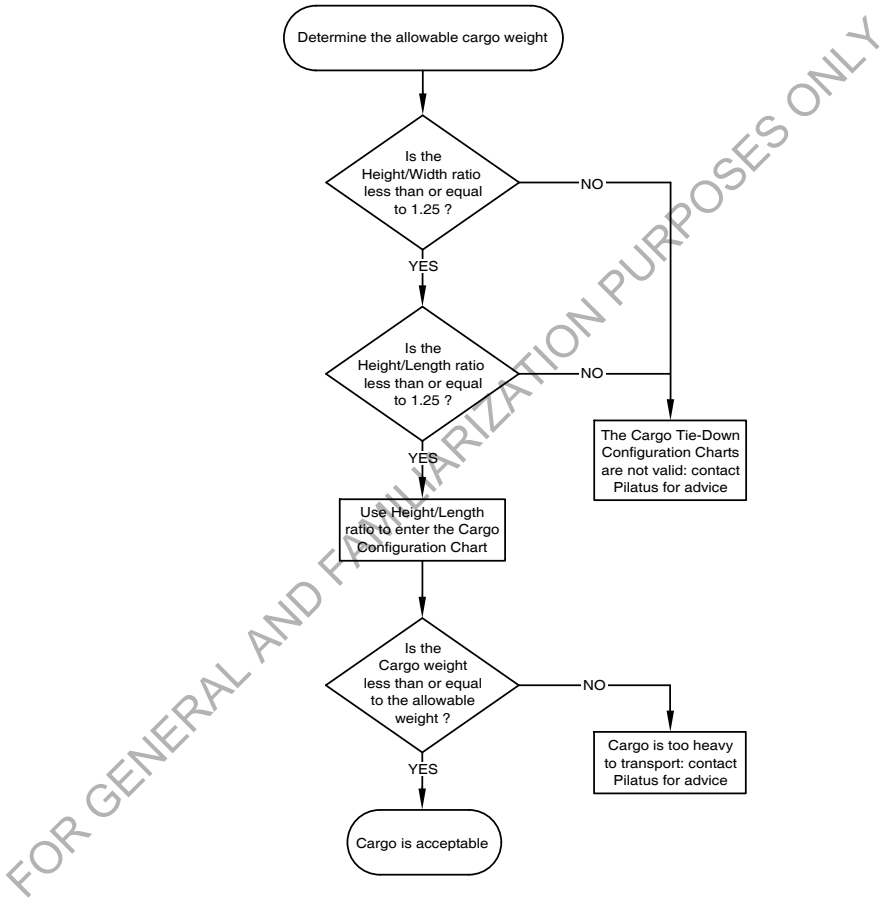 Determine the allowable cargo weight
Is the
Height/Width ratio
less than or equal
to 1.25 ?
NO
YES
Is the
Height/Length ratio
less than or equal
to 1.25 ?
NO
The Cargo Tie-Down
Configuration Charts
are not valid: contact
Pilatus for advice
YES
Use Height/Length
ratio to enter the Cargo
Configuration Chart
Is the
Cargo weight
less than or equal
to the allowable
weight ?
NO
Cargo is too heavy
to transport: contact
Pilatus for advice
YES
Cargo is acceptable
FOR GENERAL AND FAMILIARIZATION PURPOSES ONLY